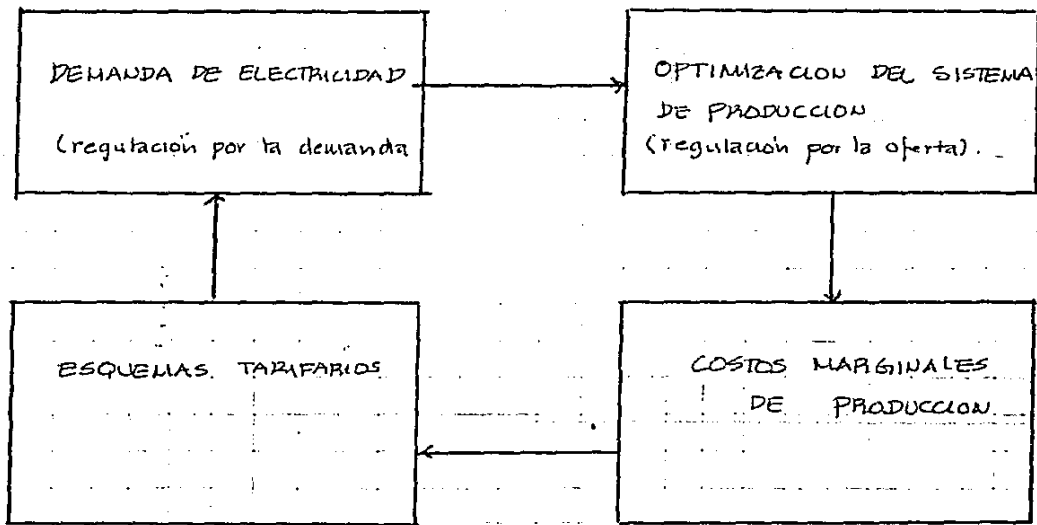 DEMANDA DE ELECTRICIDAD
(regulación por la demanda
OPTIMIZACION DEL SISTEMA
DE PRODUCCION
(regulación por la oferta).
ESQUEMAS TARIFARIOS
COSTOS MARGINALES
DE PRODUCCION